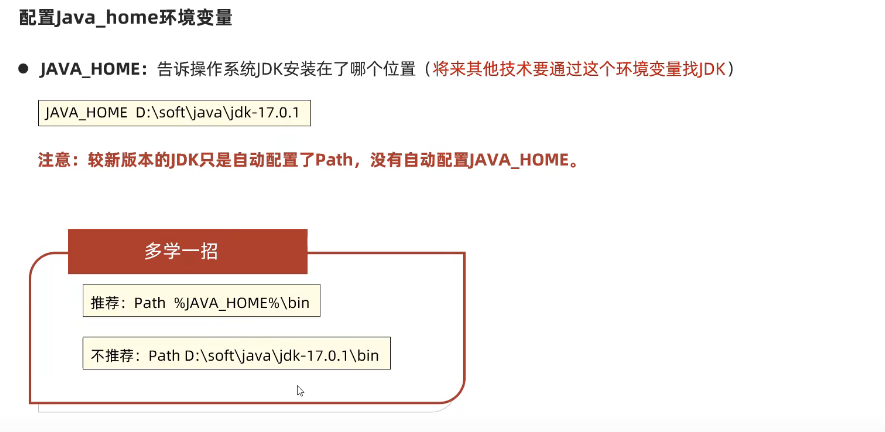 配置Java_home环境变量
● JAVA_HOME：告诉操作系统JDK安装在了哪个位置（将来其他技术要通过这个环境变量找JDK）
JAVA_HOME D:\soft\java\jdk-17.0.1
注意：较新版本的JDK只是自动配置了Path，没有自动配置JAVA_HOME。
多学一招
推荐：Path %JAVA_HOME%\bin
不推荐：Path D:\soft\java\jdk-17.0.1\bin